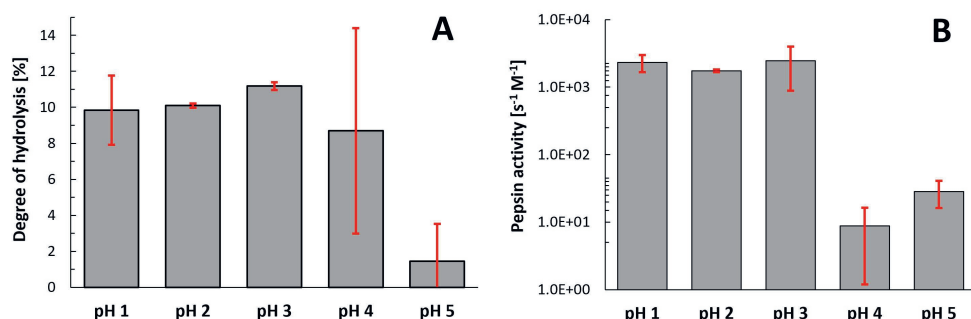 A
Degree of hydrolysis [%]
14
12
10
8
6
4
2
0
pH 1 pH 2 pH 3 pH 4 pH 5
B
Pepsin activity [s-1 M-1]
1.0E+04
1.0E+03
1.0E+02
1.0E+01
1.0E+00
pH 1 pH 2 pH 3 pH 4 pH 5